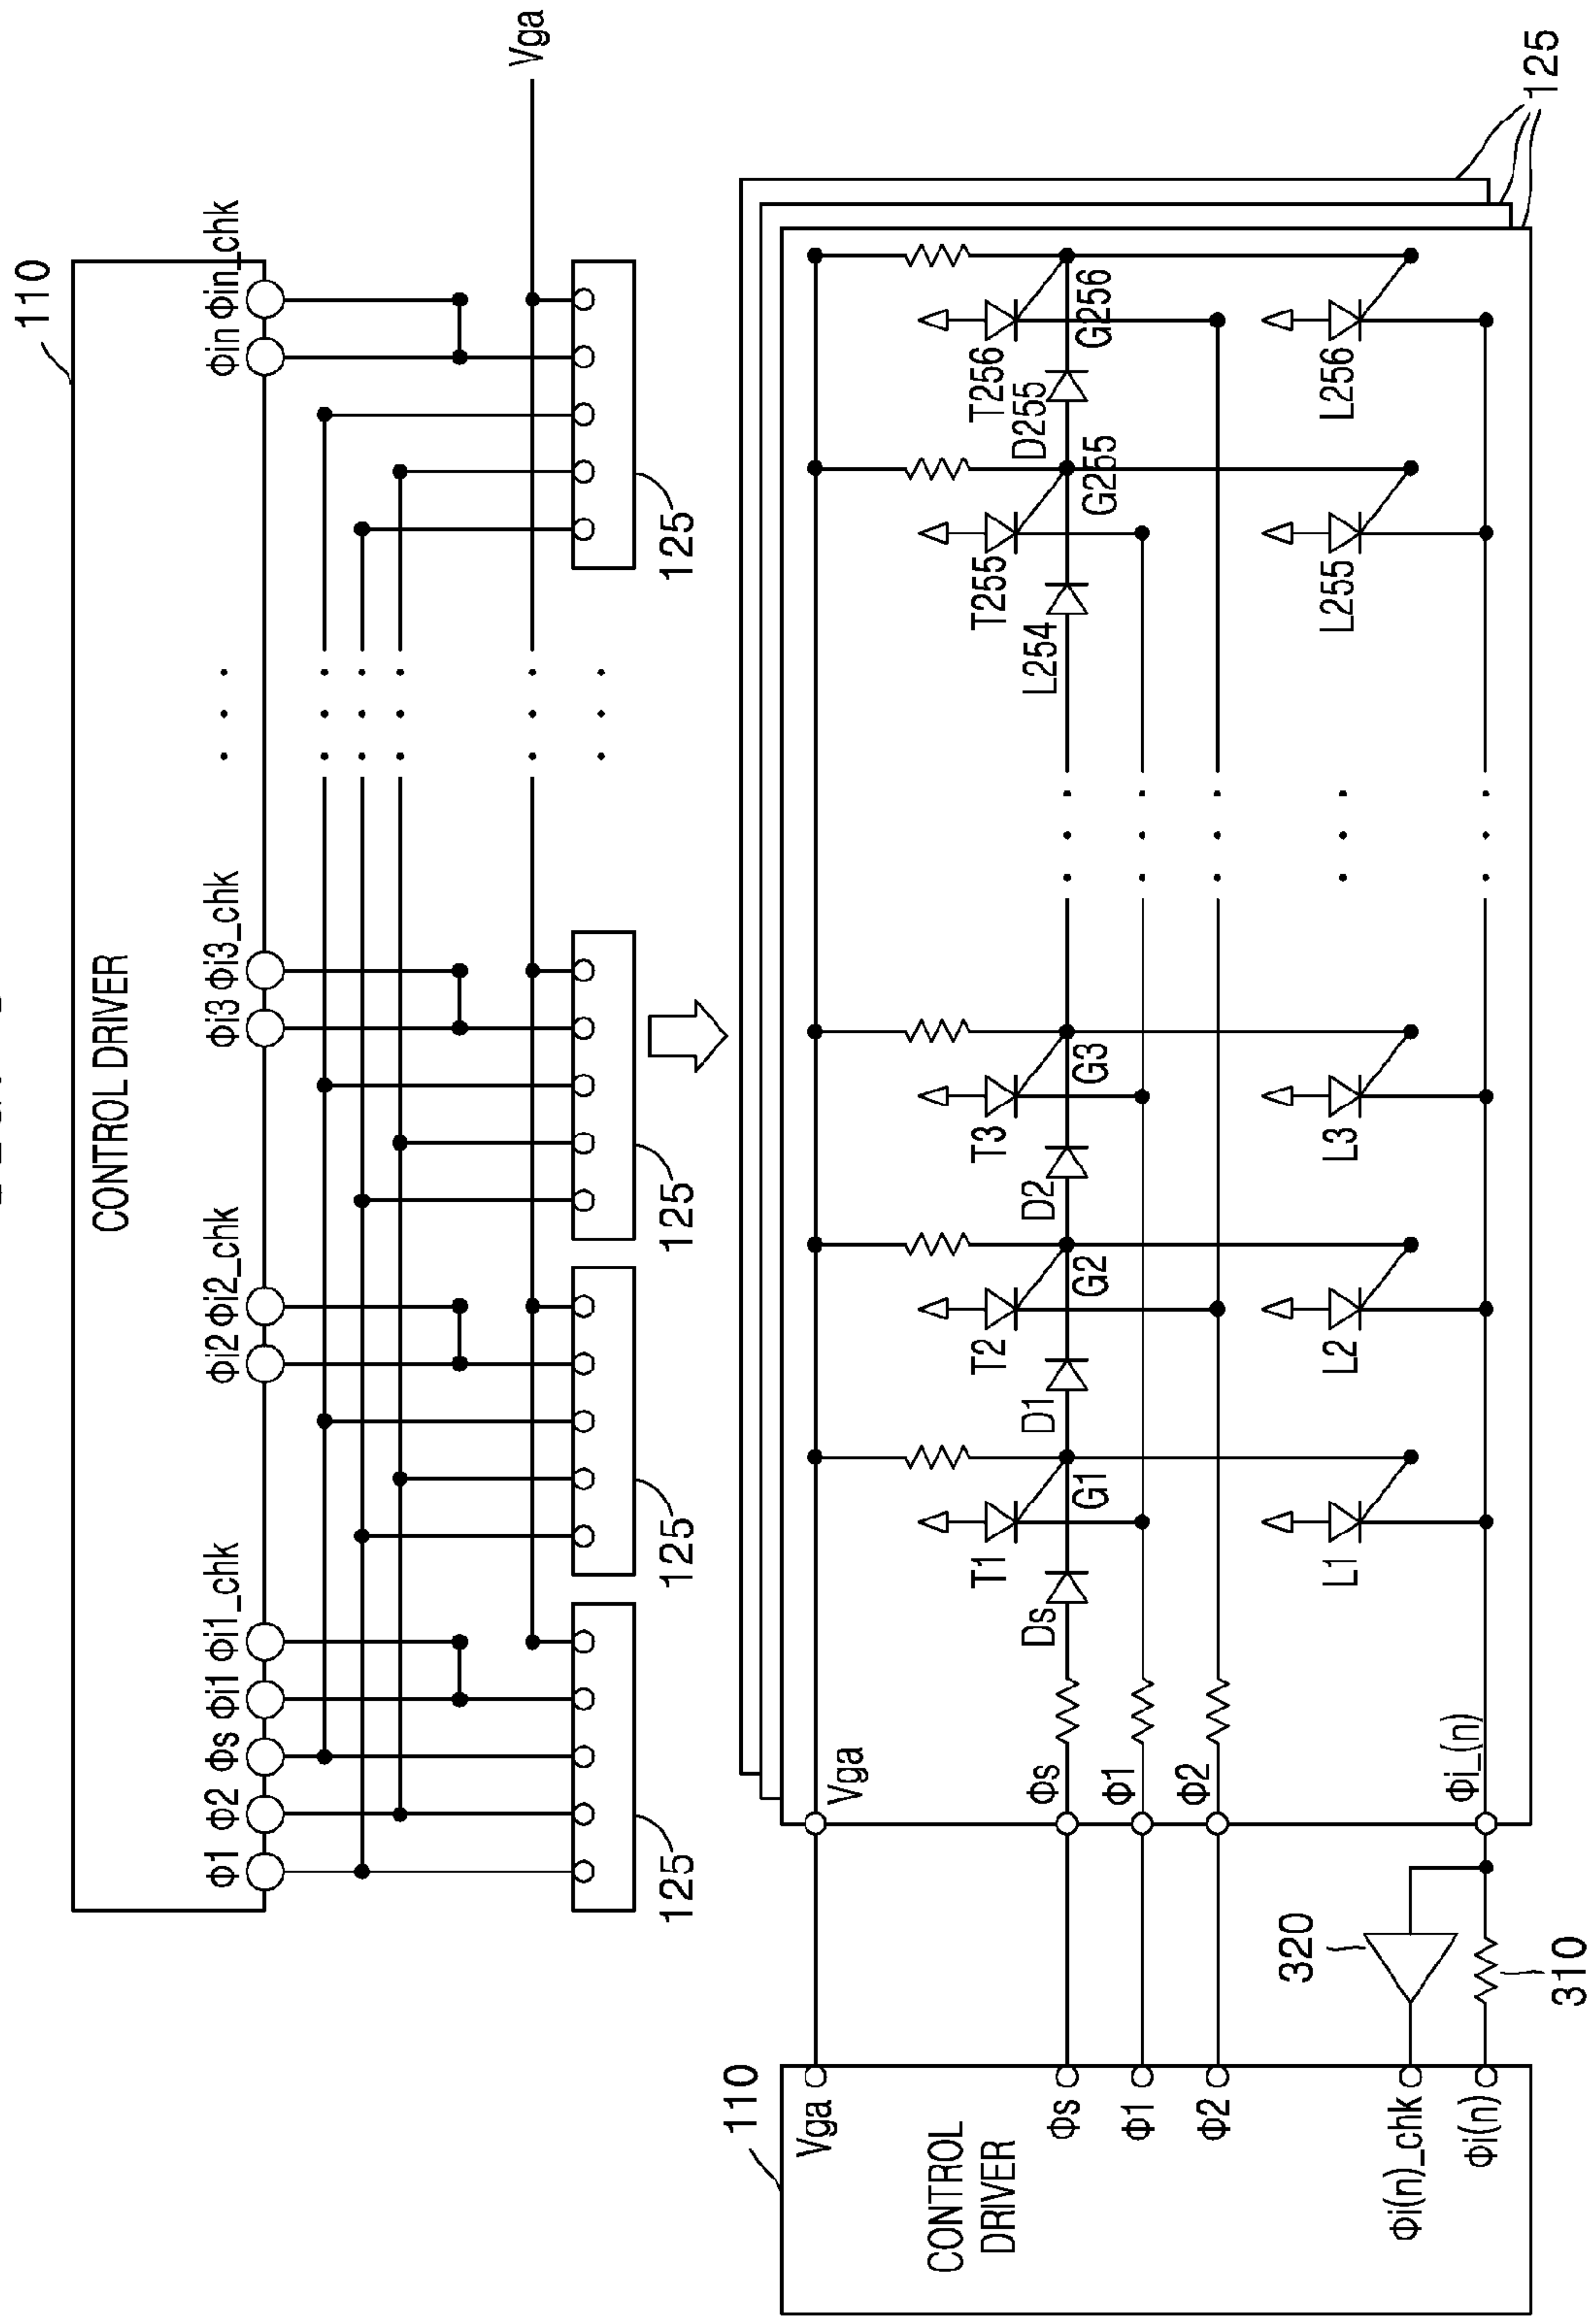 110
CONTROL DRIVER
Φ1 Φ2 Φs Φi1 Φi1_chk Φi2 Φi2_chk Φi3 Φi3_chk Φin Φin_chk
Vga
125 125 125 125
110
CONTROL
DRIVER
Vga
Φs
Φ1
Φ2
Φi(n)_chk
Φi(n)
320
310
Vga
Φs
Φ1
Φ2
Φi_(n)
T1 T2 T3 T255 T256
Ds D1 D2 L254 D255
G1 G2 G3 G255 G256
L1 L2 L3 L255 L256
125